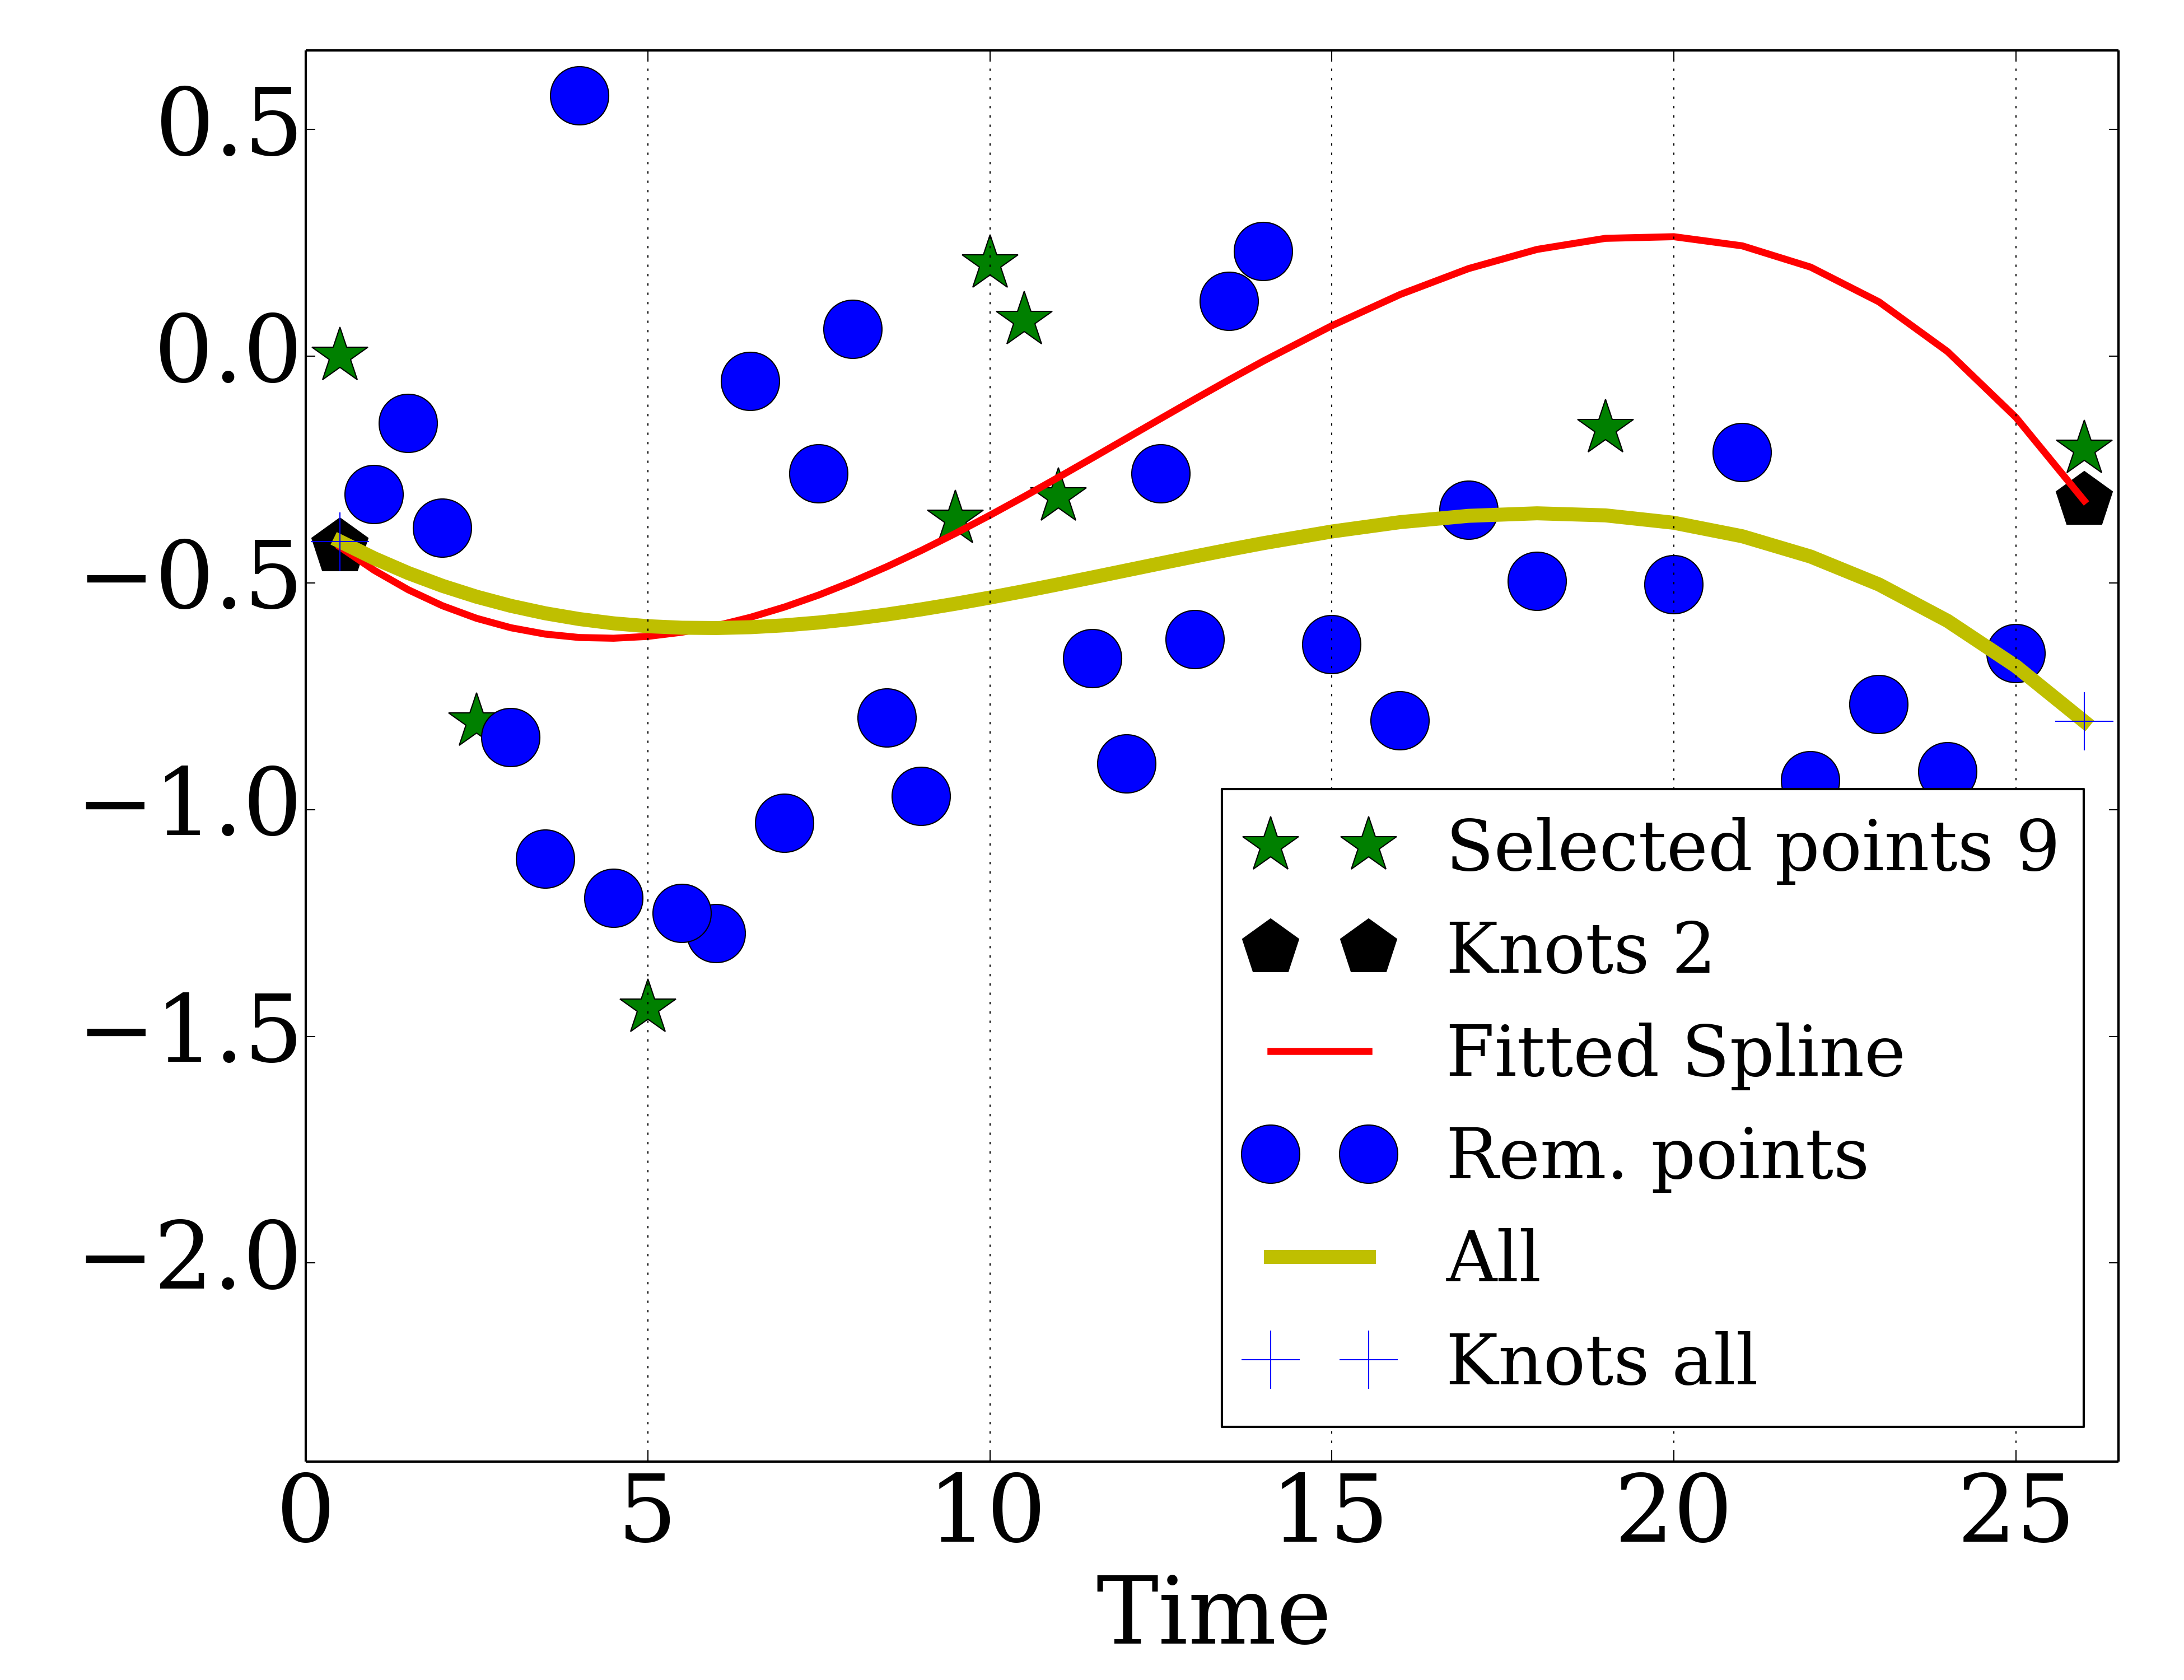 0.5
0.0
−0.5
−1.0
−1.5
−2.0
Selected points 9
Knots 2
Fitted Spline
Rem. points
All
Knots all
0 5 10 15 20 25
Time